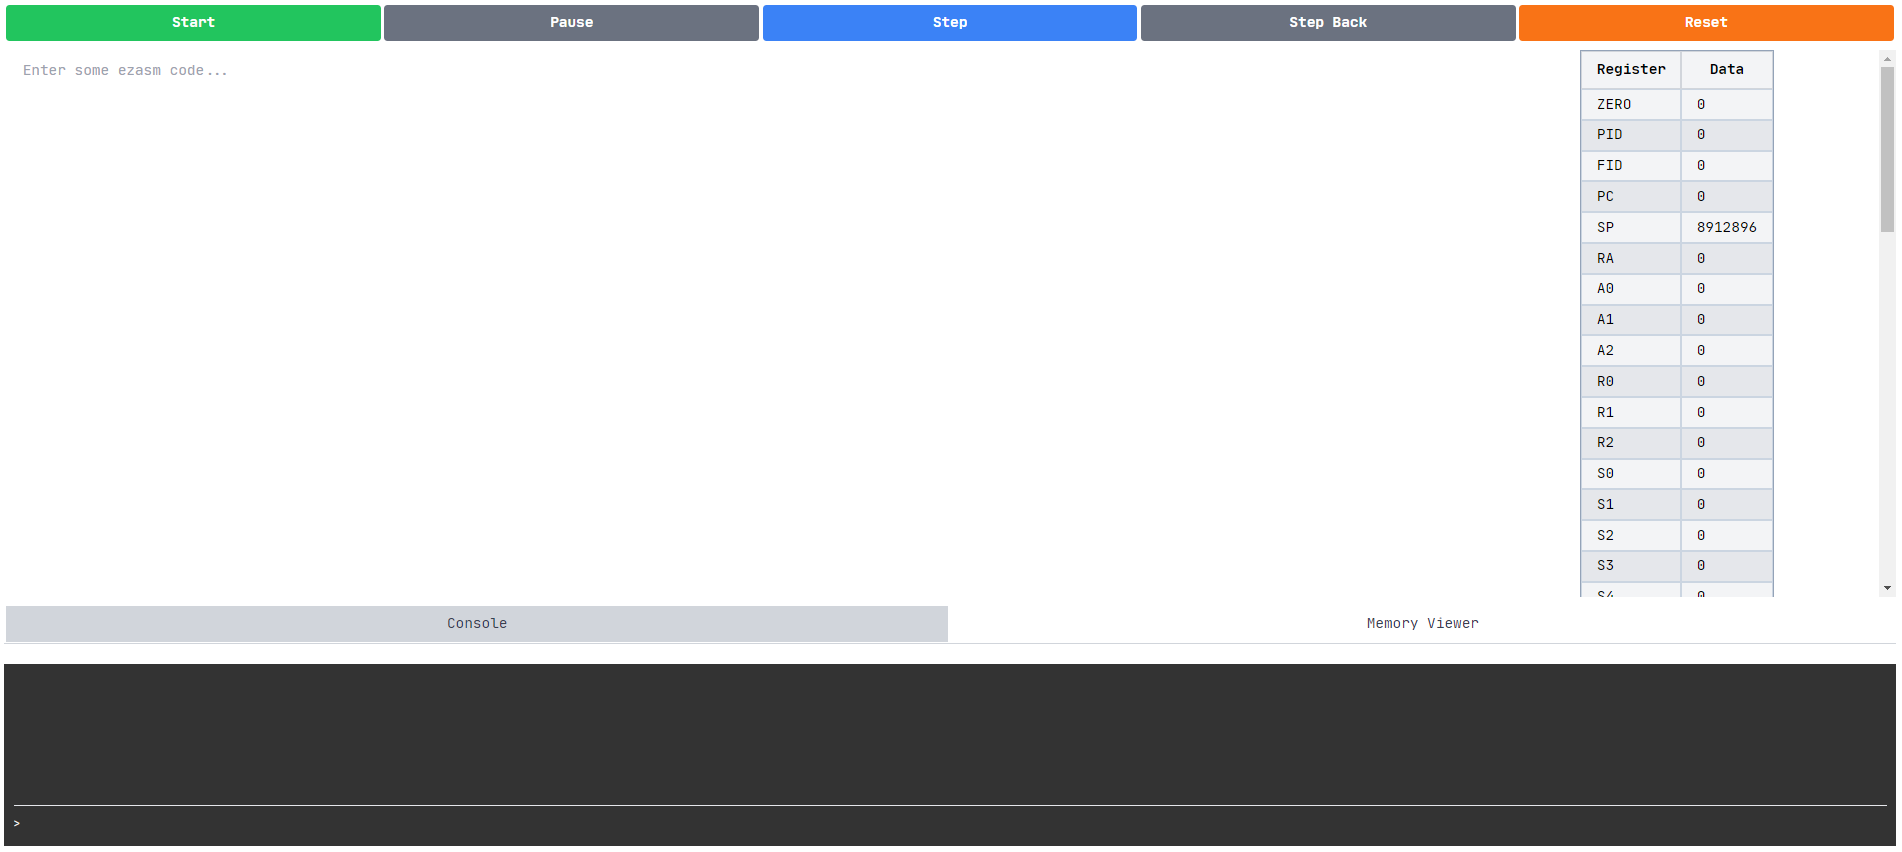 Start Pause Step Step Back Reset
Enter some ezasm code...
Register Data
ZERO 0
PID 0
FID 0
PC 0
SP 8912896
RA 0
A0 0
A1 0
A2 0
R0 0
R1 0
R2 0
S0 0
S1 0
S2 0
S3 0
S4 0
Console Memory Viewer
>